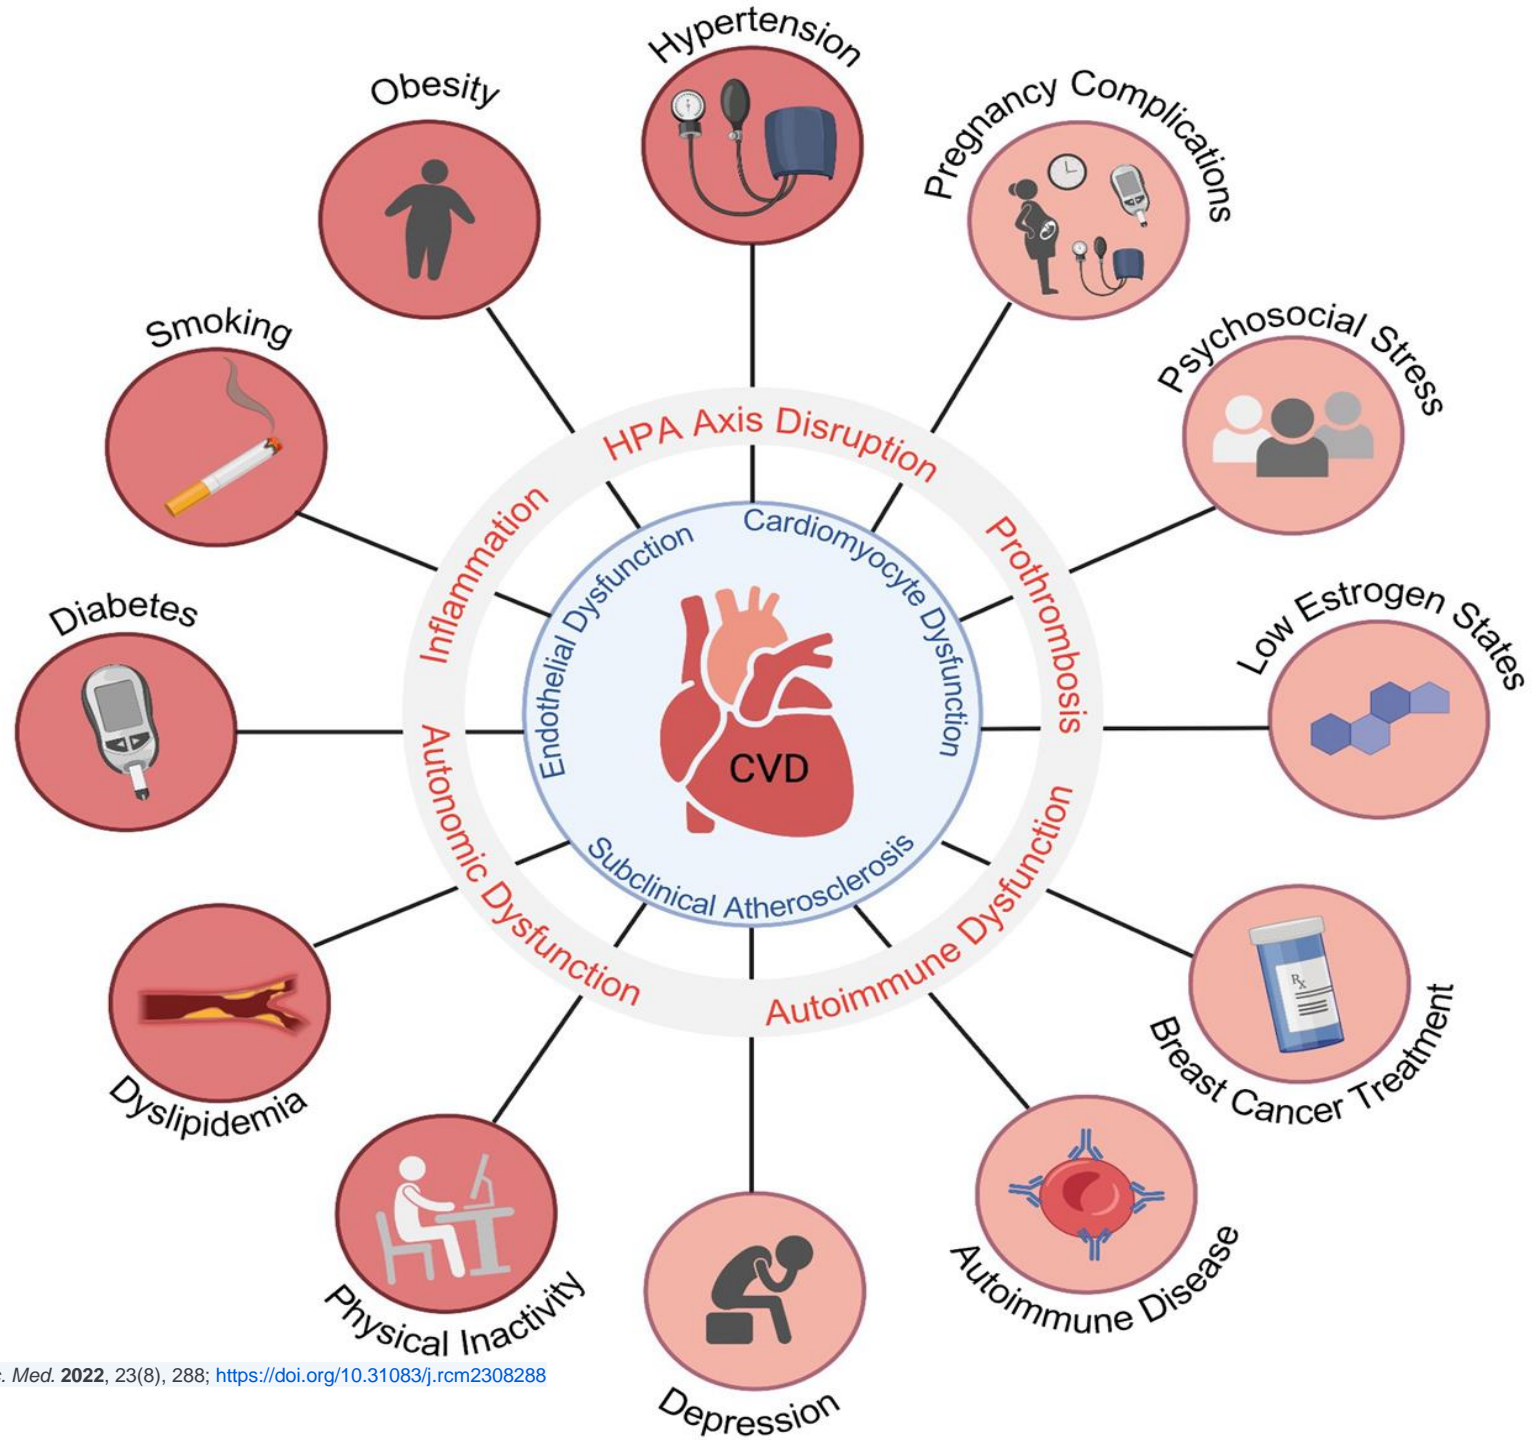 Hypertension
Obesity
Pregnancy Complications
Smoking
Psychosocial Stress
HPA Axis Disruption
Inflammation
Prothrombosis
Endothelial Dysfunction
Cardiomyocyte Dysfunction
Diabetes
Low Estrogen States
CVD
Autonomic Dysfunction
Subclinical Atherosclerosis
Autoimmune Dysfunction
Rx
Dyslipidemia
Breast Cancer Treatment
Physical Inactivity
Autoimmune Disease
Med. 2022, 23(8), 288; https://doi.org/10.31083/j.rcm2308288
Depression